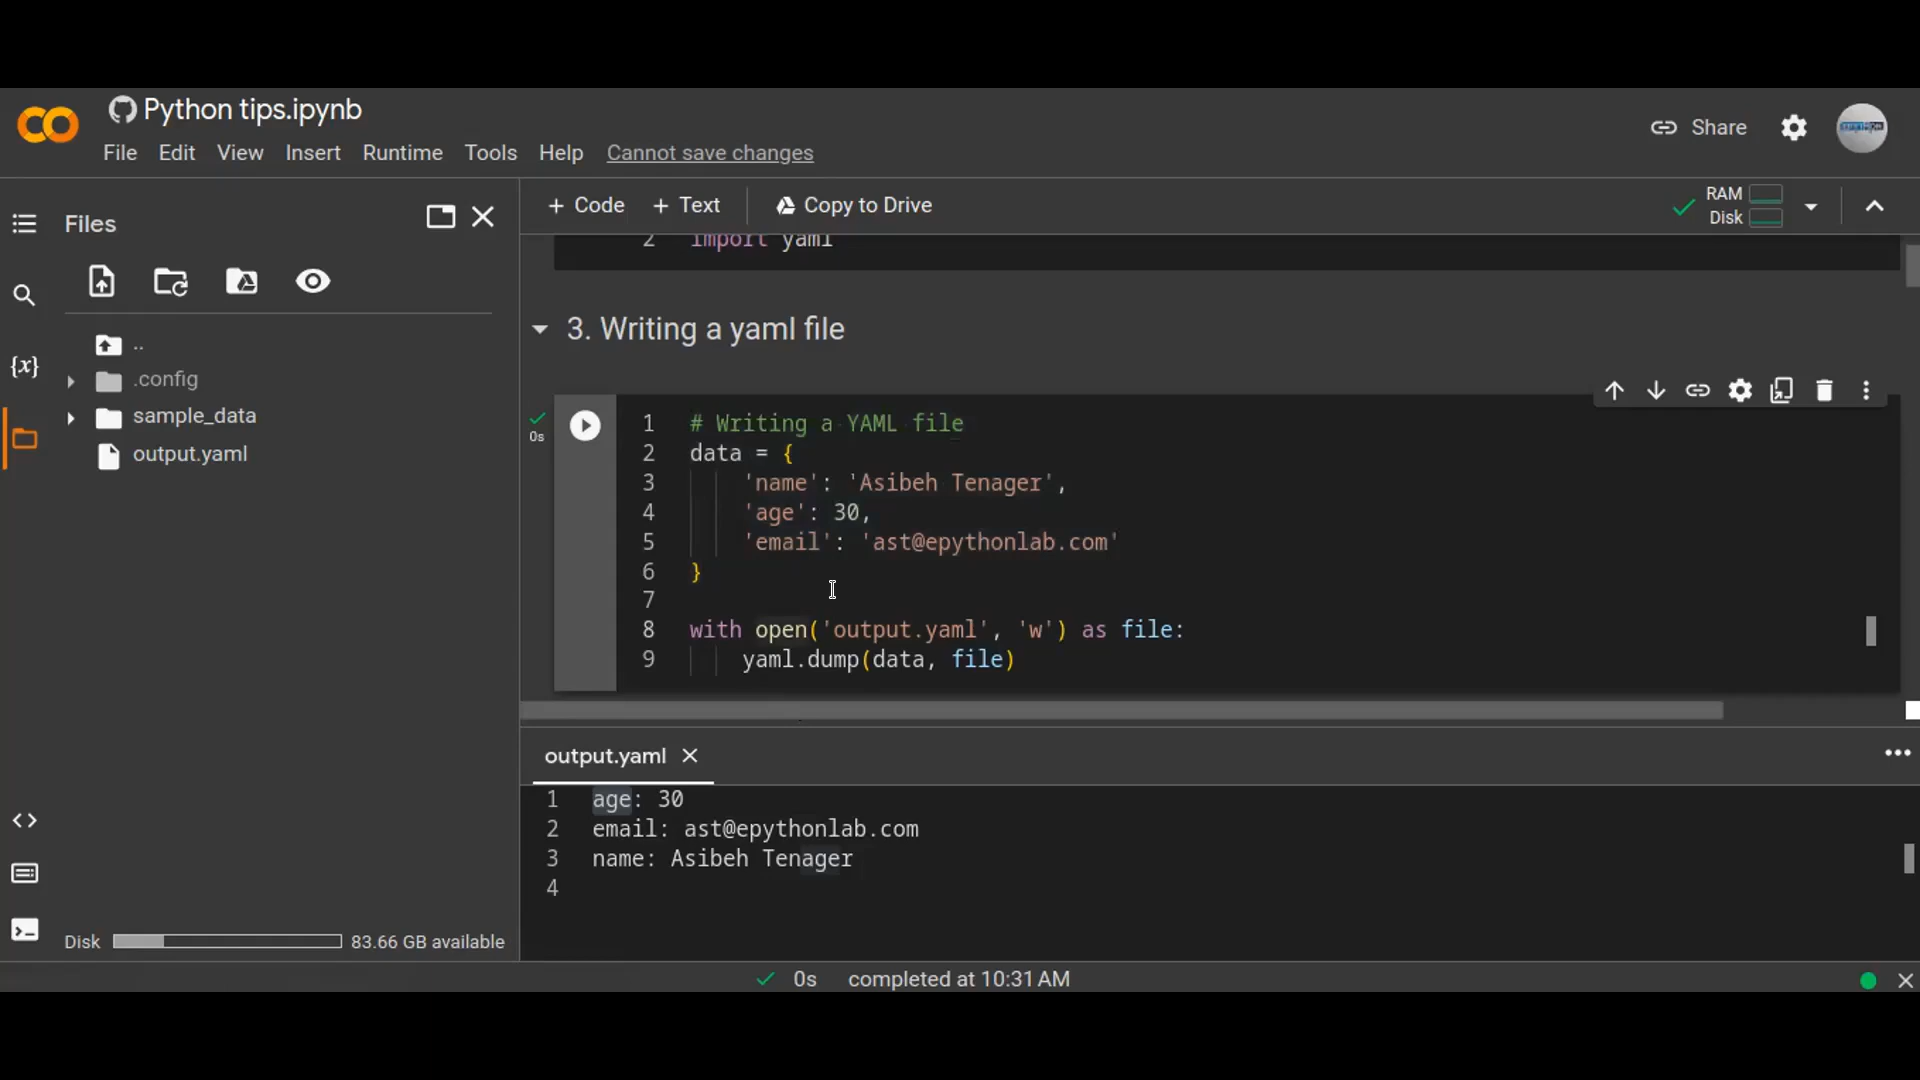 Python tips.ipynb
File Edit View Insert Runtime Tools Help Cannot save changes
Share
Files
+ Code + Text Copy to Drive
RAM
Disk
..
.config
sample_data
output.yaml
Disk 83.66 GB available
2 import yaml
3. Writing a yaml file
0s
1 # Writing a YAML file
2 data = {
3 'name': 'Asibeh Tenager',
4 'age': 30,
5 'email': 'ast@epythonlab.com'
6 }
7
8 with open('output.yaml', 'w') as file:
9 yaml.dump(data, file)
output.yaml
1 age: 30
2 email: ast@epythonlab.com
3 name: Asibeh Tenager
4
0s completed at 10:31 AM